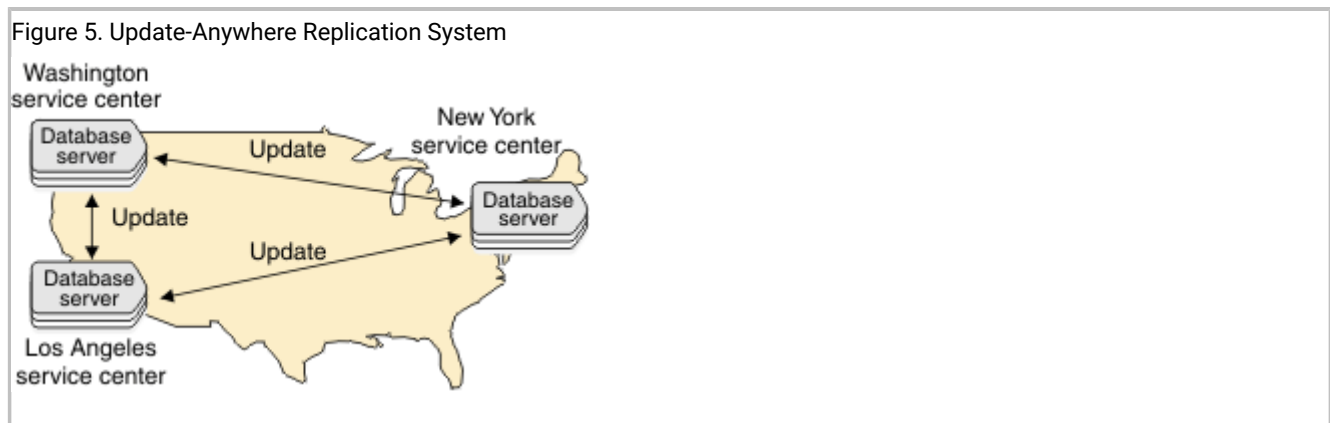 Figure 5. Update-Anywhere Replication System
Washington
service center
Database
server
New York
service center
Update
Database
server
Update
Update
Database
server
Los Angeles
service center